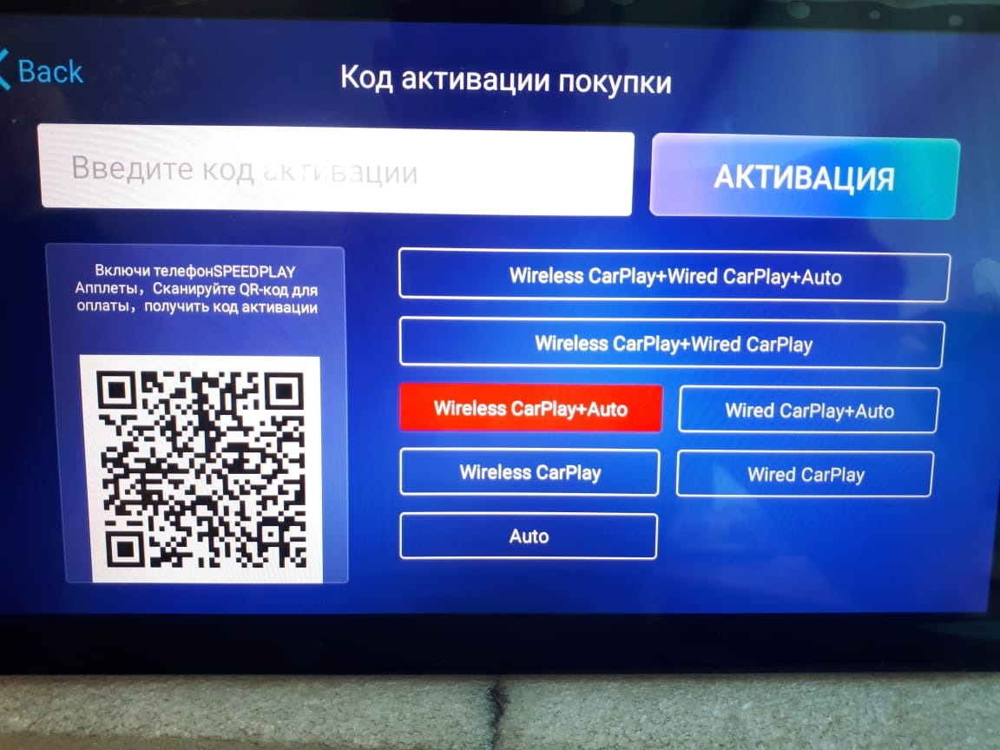 Back
Код активации покупки
Введите код активации
АКТИВАЦИЯ
Включи телефонSPEEDPLAY
Апплеты，Сканируйте QR-код для
оплаты，получить код активации
Wireless CarPlay+Wired CarPlay+Auto
Wireless CarPlay+Wired CarPlay
Wireless CarPlay+Auto
Wired CarPlay+Auto
Wireless CarPlay
Wired CarPlay
Auto